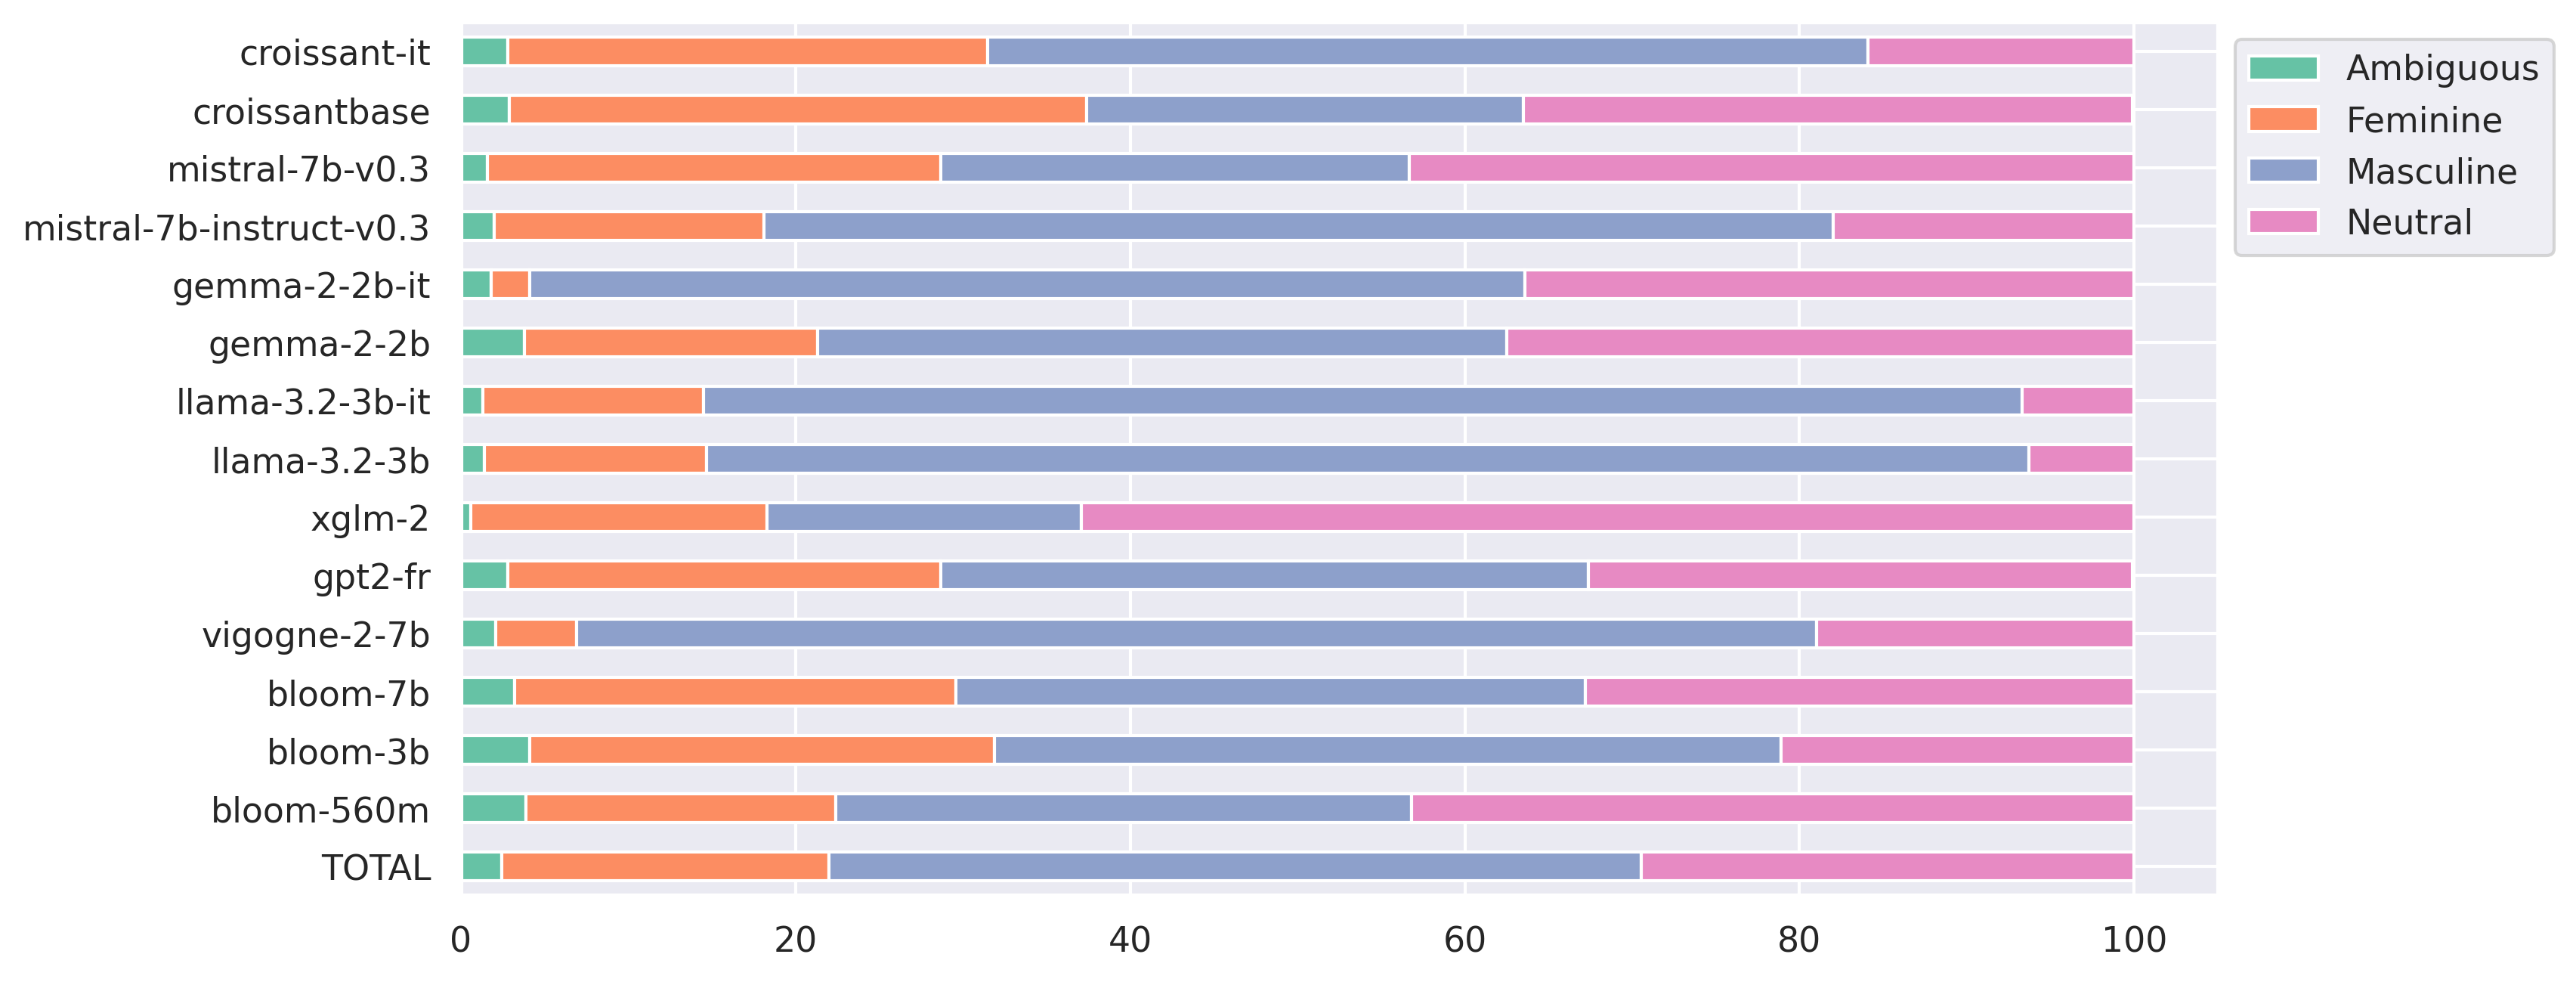 croissant-it
croissantbase
mistral-7b-v0.3
mistral-7b-instruct-v0.3
gemma-2-2b-it
gemma-2-2b
llama-3.2-3b-it
llama-3.2-3b
xglm-2
gpt2-fr
vigogne-2-7b
bloom-7b
bloom-3b
bloom-560m
TOTAL
0 20 40 60 80 100
Ambiguous
Feminine
Masculine
Neutral